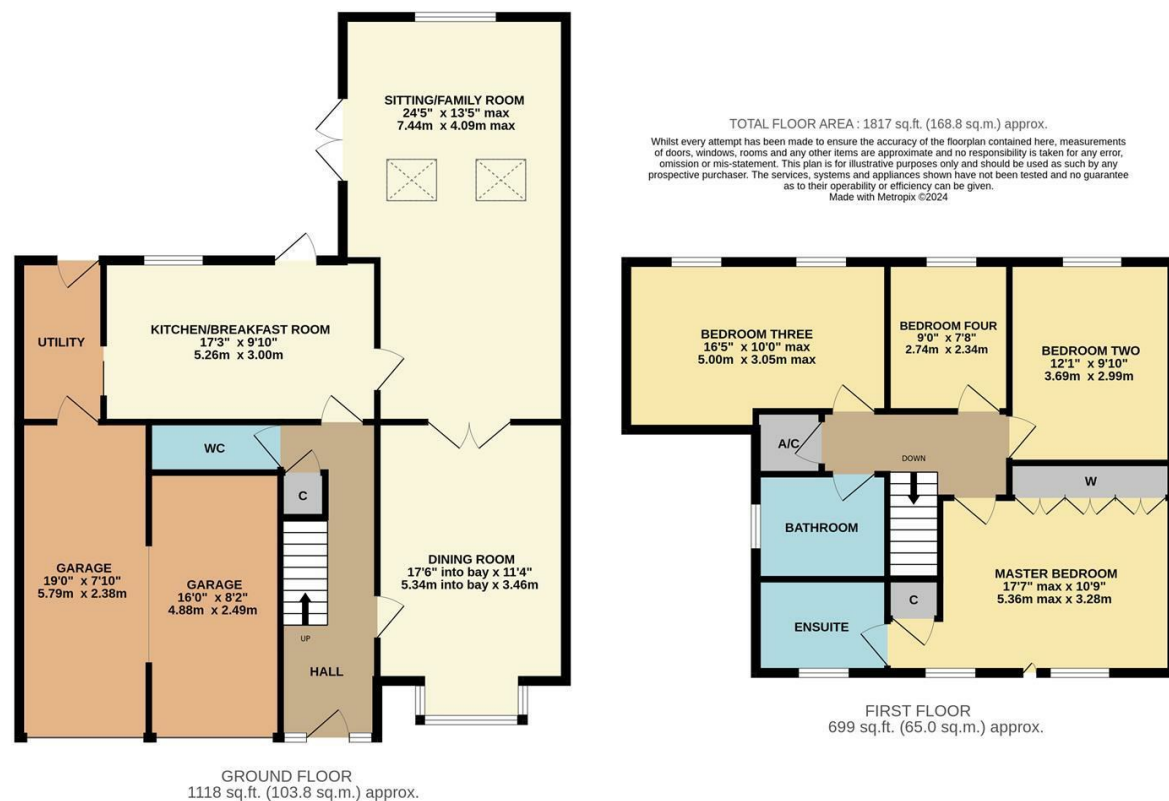 SITTING/FAMILY ROOM
24'5" x 13'5" max
7.44m x 4.09m max
UTILITY
KITCHEN/BREAKFAST ROOM
17'3" x 9'10"
5.26m x 3.00m
WC
C
GARAGE
19'0" x 7'10"
5.79m x 2.38m
GARAGE
16'0" x 8'2"
4.88m x 2.49m
UP
HALL
DINING ROOM
17'6" into bay x 11'4"
5.34m into bay x 3.46m
GROUND FLOOR
1118 sq.ft. (103.8 sq.m.) approx.
TOTAL FLOOR AREA : 1817 sq.ft. (168.8 sq.m.) approx.
Whilst every attempt has been made to ensure the accuracy of the floorplan contained here, measurements
of doors, windows, rooms and any other items are approximate and no responsibility is taken for any error,
omission or mis-statement. This plan is for illustrative purposes only and should be used as such by any
prospective purchaser. The services, systems and appliances shown have not been tested and no guarantee
as to their operability or efficiency can be given.
Made with Metropix ©2024
BEDROOM THREE
16'5" x 10'0" max
5.00m x 3.05m max
BEDROOM FOUR
9'0" x 7'8"
2.74m x 2.34m
BEDROOM TWO
12'1" x 9'10"
3.69m x 2.99m
A/C
DOWN
W
BATHROOM
MASTER BEDROOM
17'7" max x 10'9"
5.36m max x 3.28m
C
ENSUITE
FIRST FLOOR
699 sq.ft. (65.0 sq.m.) approx.